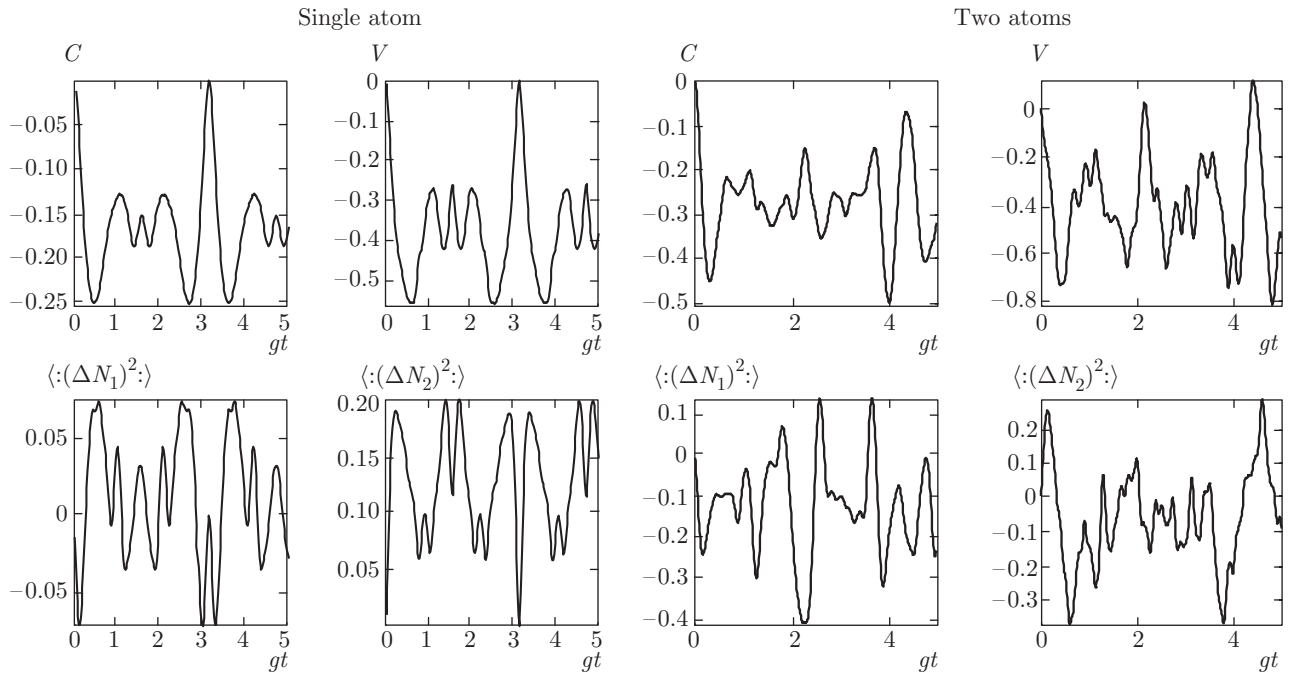 Single atom Two atoms
C V C V
0 0 0
−0.05 −0.1 −0.1 −0.2
−0.10 −0.2 −0.2 −0.4
−0.15 −0.3 −0.3 −0.6
−0.20 −0.4 −0.4 −0.8
−0.25 −0.5 −0.5
0 1 2 3 4 5 0 1 2 3 4 5 0 2 4 0 2 4
gt gt gt gt
⟨:(ΔN₁)²:⟩ ⟨:(ΔN₂)²:⟩ ⟨:(ΔN₁)²:⟩ ⟨:(ΔN₂)²:⟩
0.05 0.20 0.1 0.2
0 0.15 0 0.1
−0.05 0.10 −0.1 0
0.05 −0.2 −0.1
−0.3 −0.2
−0.4 −0.3
0 1 2 3 4 5 0 1 2 3 4 5 0 2 4 0 2 4
gt gt gt gt